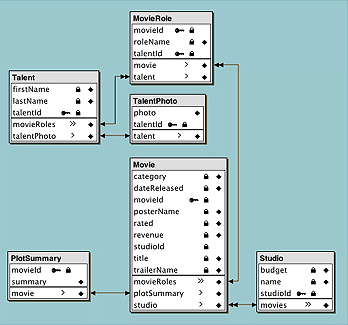 MovieRole
movieId
roleName
talentId
movie >
talent >
Talent
firstName
lastName
talentId
movieRoles >>
talentPhoto >
TalentPhoto
photo
talentId
talent >
Movie
category
dateReleased
movieId
posterName
rated
revenue
studioId
title
trailerName
movieRoles >>
plotSummary >
studio >
PlotSummary
movieId
summary
movie >
Studio
budget
name
studioId
movies >>